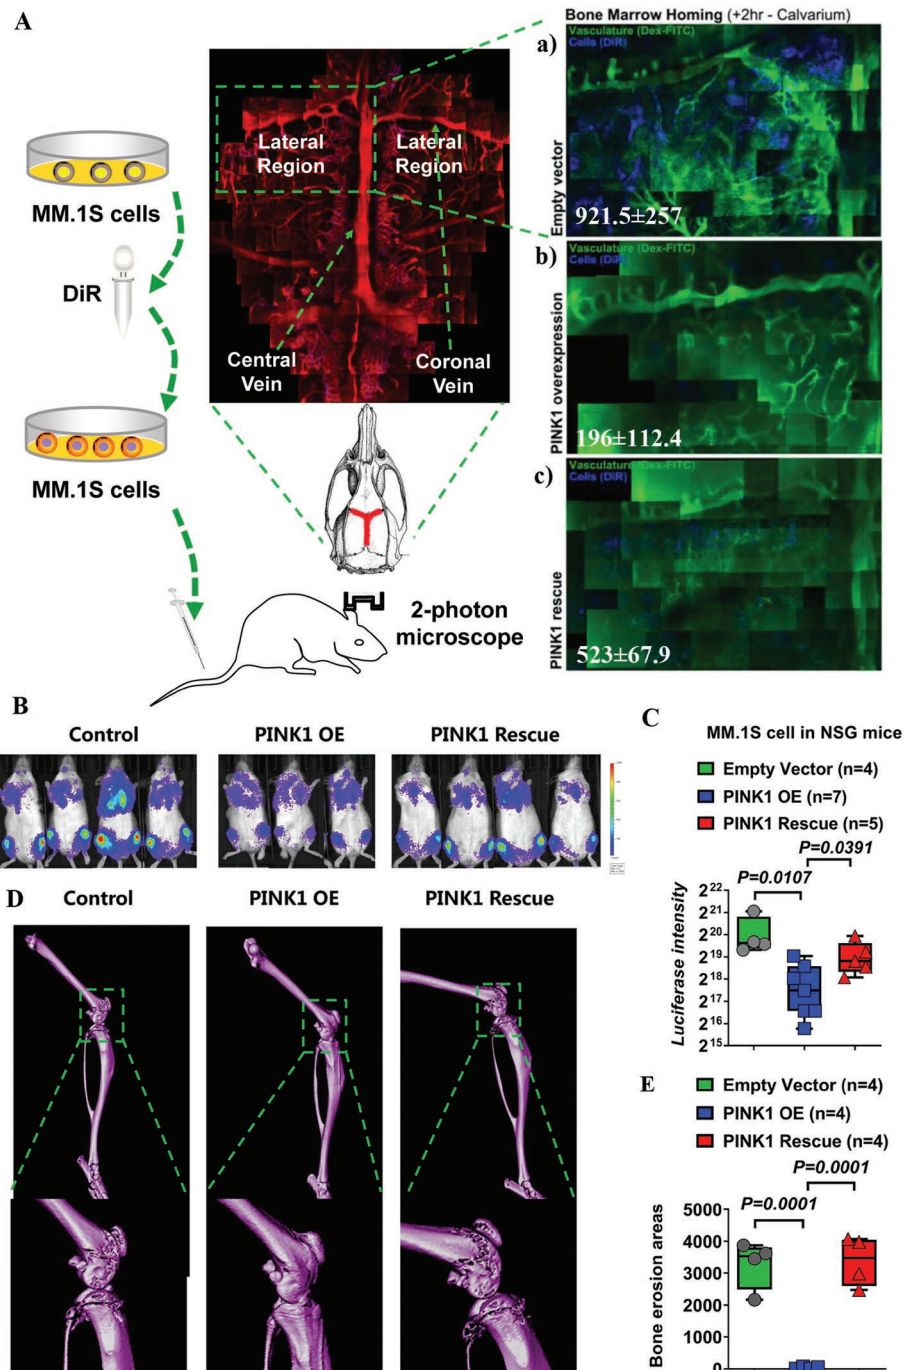 A
Bone Marrow Homing (+2hr - Calvarium)
a)
Vasculature (Dex-FITC)
Cells (DiR)
Empty vector
921.5±257
Lateral
Region
Lateral
Region
MM.1S cells
DiR
Central
Vein
Coronal
Vein
b)
Vasculature (Dex-FITC)
Cells (DiR)
PINK1 overexpression
196±112.4
MM.1S cells
c)
Vasculature (Dex-FITC)
Cells (DiR)
PINK1 rescue
523±67.9
2-photon
microscope
B
Control
PINK1 OE
PINK1 Rescue
C
MM.1S cell in NSG mice
Empty Vector (n=4)
PINK1 OE (n=7)
PINK1 Rescue (n=5)
P=0.0391
P=0.0107
Luciferase intensity
2²²
2²¹
2²⁰
2¹⁹
2¹⁸
2¹⁷
2¹⁶
2¹⁵
D
Control
PINK1 OE
PINK1 Rescue
E
Empty Vector (n=4)
PINK1 OE (n=4)
PINK1 Rescue (n=4)
P=0.0001
P=0.0001
Bone erosion areas
5000
4000
3000
2000
1000
0